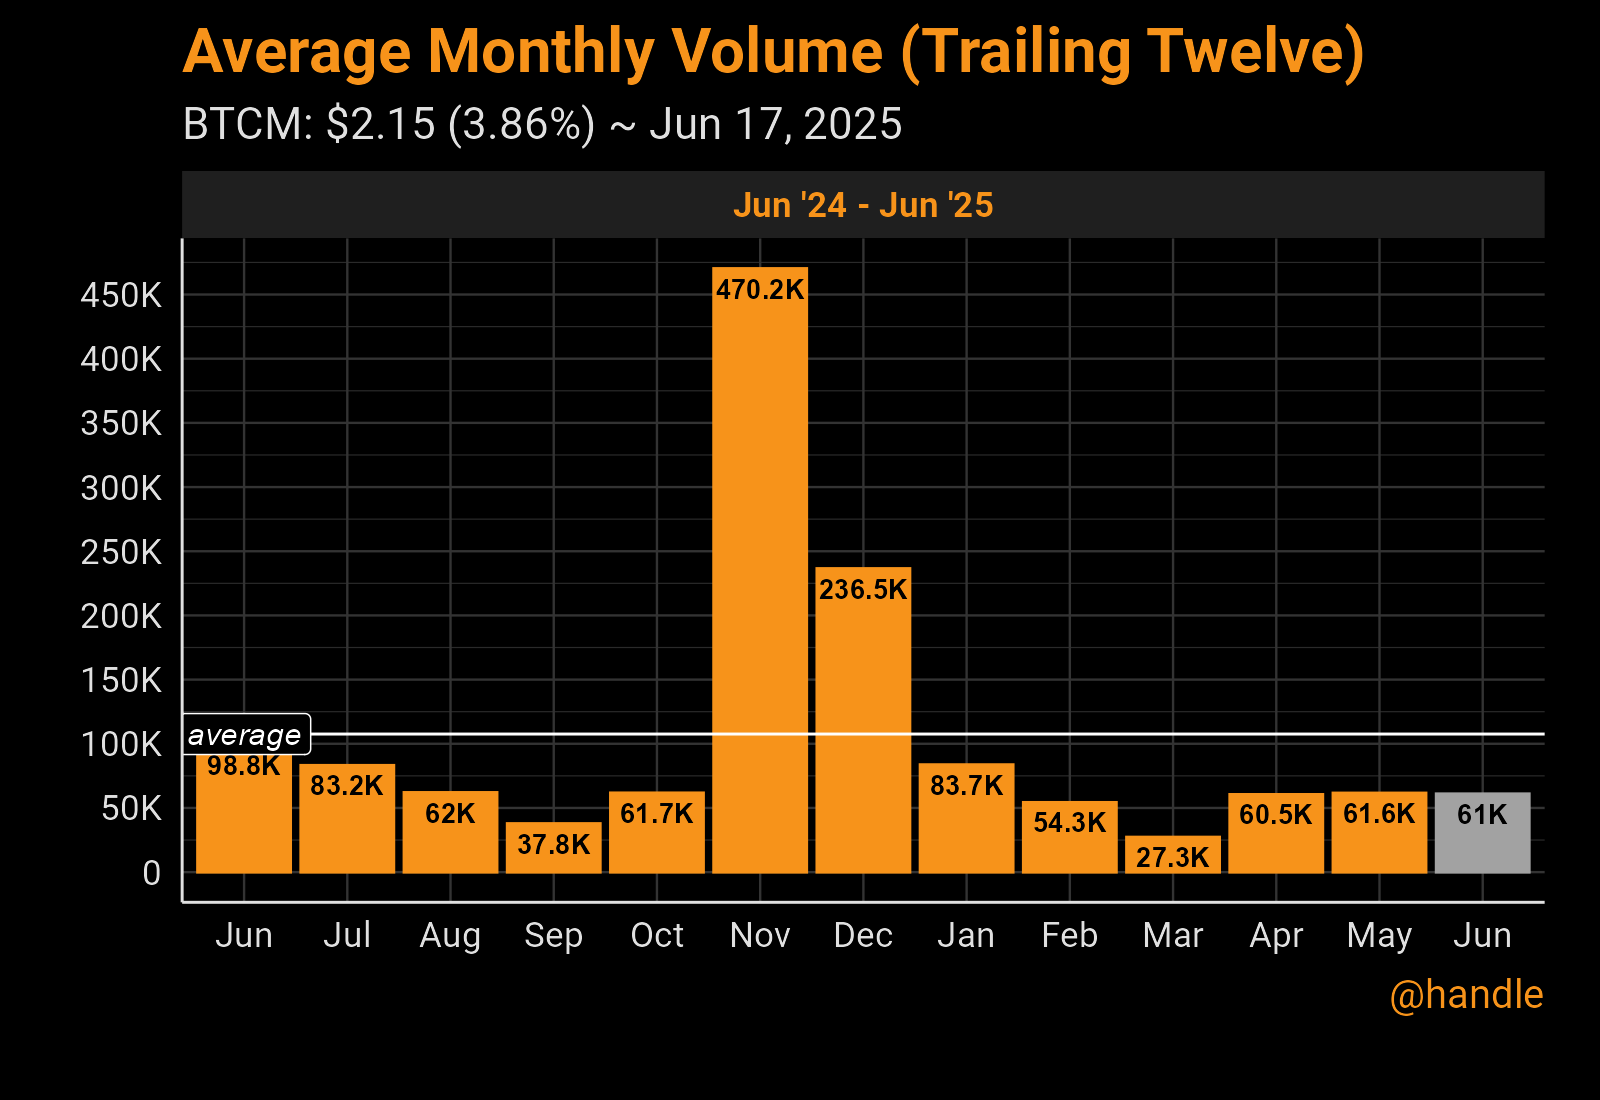 Average Monthly Volume (Trailing Twelve)
BTCM: $2.15 (3.86%) ~ Jun 17, 2025
Jun '24 - Jun '25
450K
400K
350K
300K
250K
200K
150K
100K
50K
0
average
98.8K
83.2K
62K
37.8K
61.7K
470.2K
236.5K
83.7K
54.3K
27.3K
60.5K
61.6K
61K
Jun Jul Aug Sep Oct Nov Dec Jan Feb Mar Apr May Jun
@handle